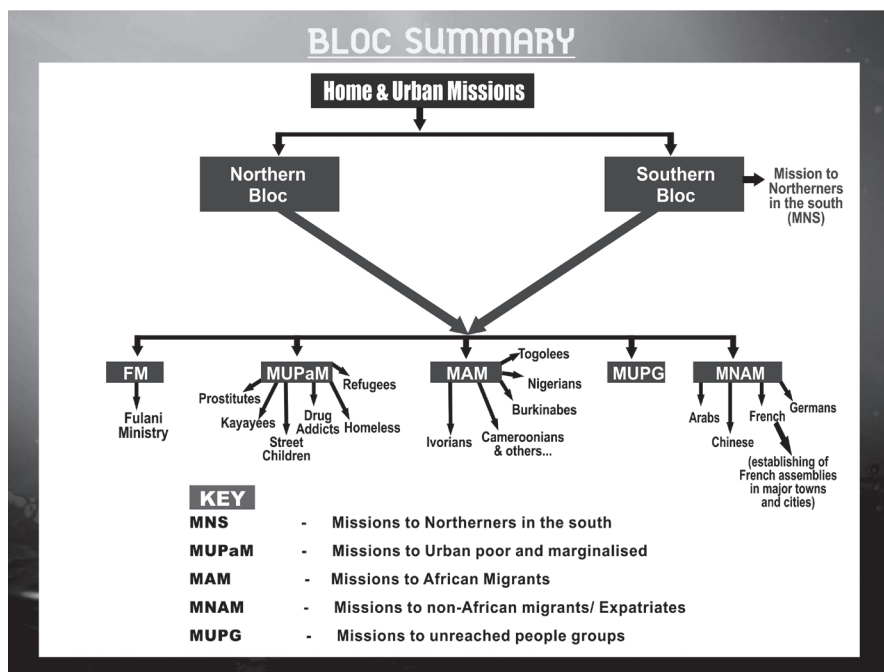 BLOC SUMMARY
Home & Urban Missions
Northern
Bloc
Southern
Bloc
Mission to
Northerners
in the south
(MNS)
FM
Fulani
Ministry
MUPaM
Prostitutes
Kayayees
Street
Children
Drug
Addicts
Homeless
Refugees
MAM
Togolees
Nigerians
Burkinabes
Ivorians
Cameroonians
& others...
MUPG
MNAM
Arabs
Chinese
French
Germans
(establishing of
French assemblies
in major towns
and cities)
KEY
MNS - Missions to Northerners in the south
MUPaM - Missions to Urban poor and marginalised
MAM - Missions to African Migrants
MNAM - Missions to non-African migrants/ Expatriates
MUPG - Missions to unreached people groups